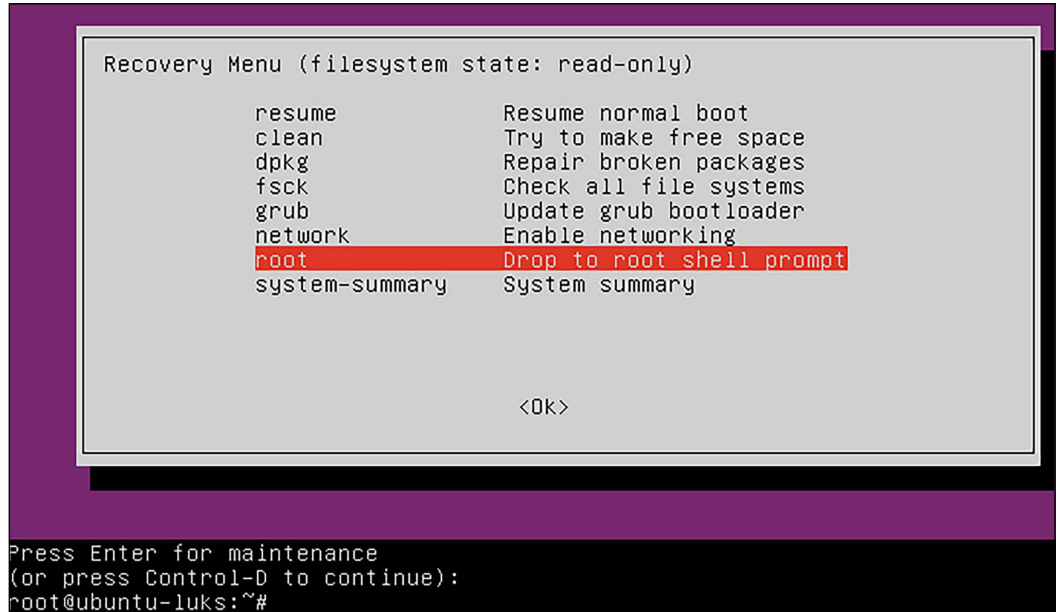 Recovery Menu (filesystem state: read-only)
resume Resume normal boot
clean Try to make free space
dpkg Repair broken packages
fsck Check all file systems
grub Update grub bootloader
network Enable networking
root Drop to root shell prompt
system-summary System summary
<Ok>
Press Enter for maintenance
(or press Control-D to continue):
root@ubuntu-luks:~#